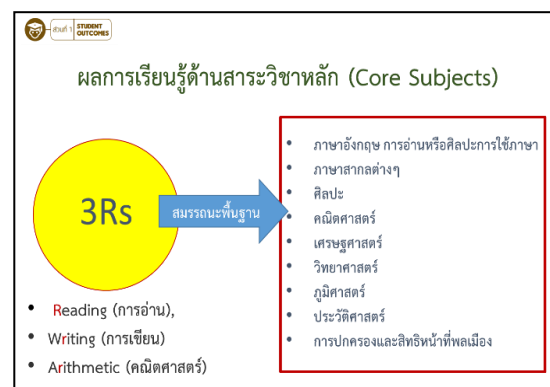 ส่วนที่ 1 STUDENT
OUTCOMES
ผลการเรียนรู้ด้านสาระวิชาหลัก (Core Subjects)
3Rs
สมรรถนะพื้นฐาน
• Reading (การอ่าน),
• Writing (การเขียน)
• Arithmetic (คณิตศาสตร์)
• ภาษาอังกฤษ การอ่านหรือศิลปะการใช้ภาษา
• ภาษาสากลต่างๆ
• ศิลปะ
• คณิตศาสตร์
• เศรษฐศาสตร์
• วิทยาศาสตร์
• ภูมิศาสตร์
• ประวัติศาสตร์
• การปกครองและสิทธิหน้าที่พลเมือง